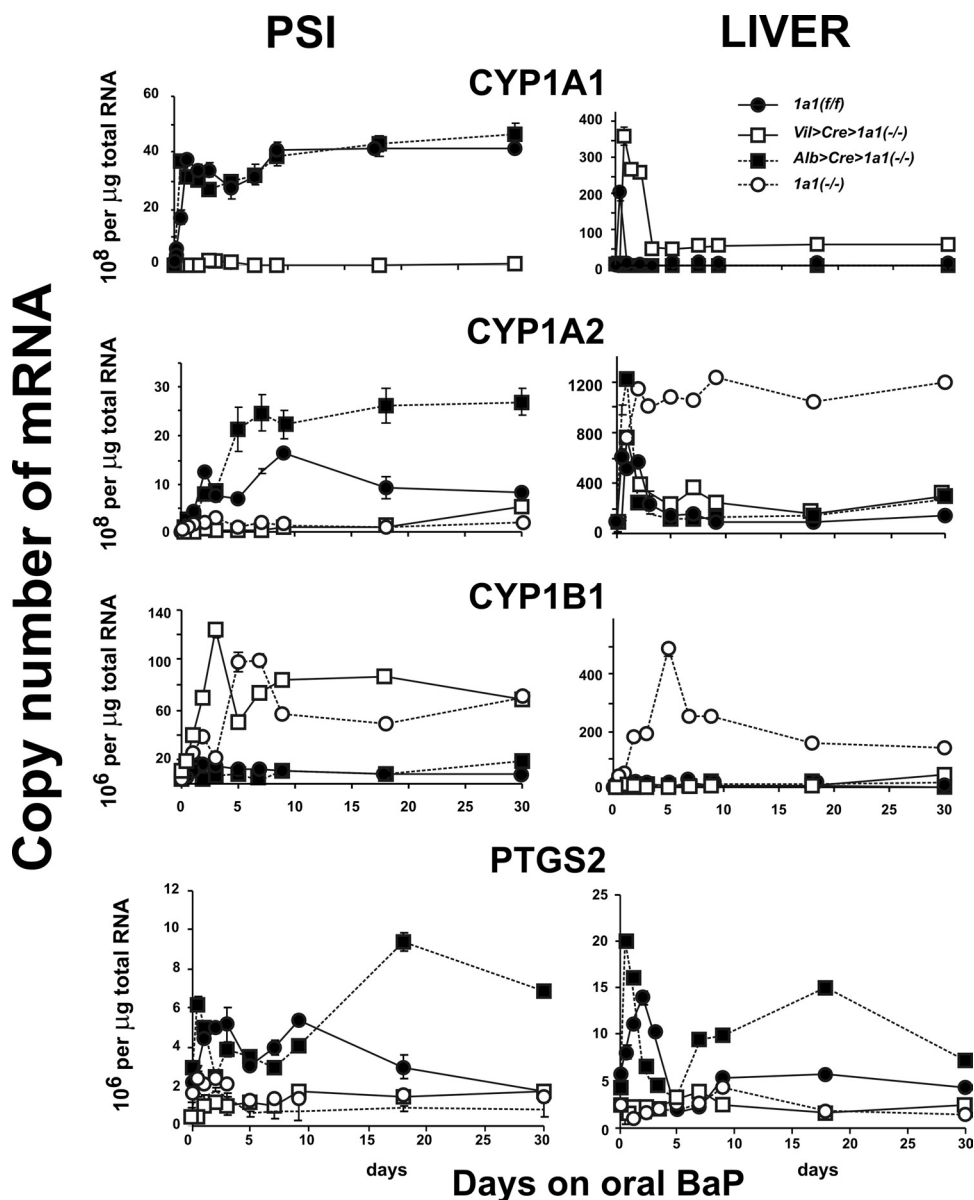 PSI LIVER
CYP1A1
60
40
20
0
10⁸ per µg total RNA
400
300
200
100
0
1a1(f/f)
Vil>Cre>1a1(-/-)
Alb>Cre>1a1(-/-)
1a1(-/-)
CYP1A2
30
20
10
0
10⁸ per µg total RNA
1200
800
400
0
Copy number of mRNA
CYP1B1
140
100
60
20
10⁶ per µg total RNA
0 5 10 15 20 25 30
400
200
0
0 5 10 15 20 25 30
PTGS2
12
10
8
6
4
2
0
10⁶ per µg total RNA
0 5 10 15 20 25 30
days
25
20
15
10
5
0
0 5 10 15 20 25 30
days
Days on oral BaP